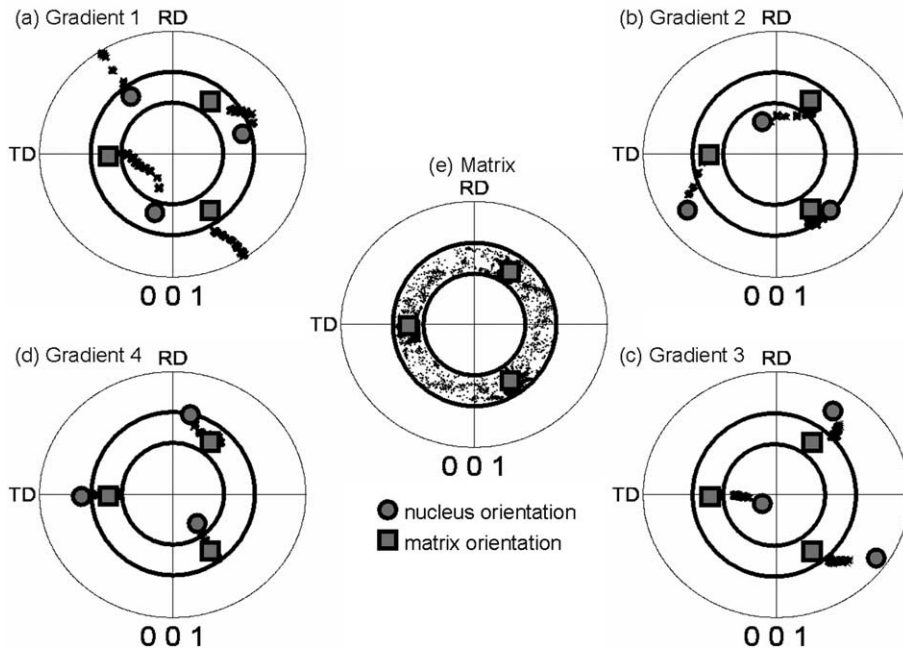 (a) Gradient 1
RD
TD
0 0 1
(b) Gradient 2
RD
TD
0 0 1
(e) Matrix
RD
TD
0 0 1
(d) Gradient 4
RD
TD
0 0 1
(c) Gradient 3
RD
TD
0 0 1
nucleus orientation
matrix orientation